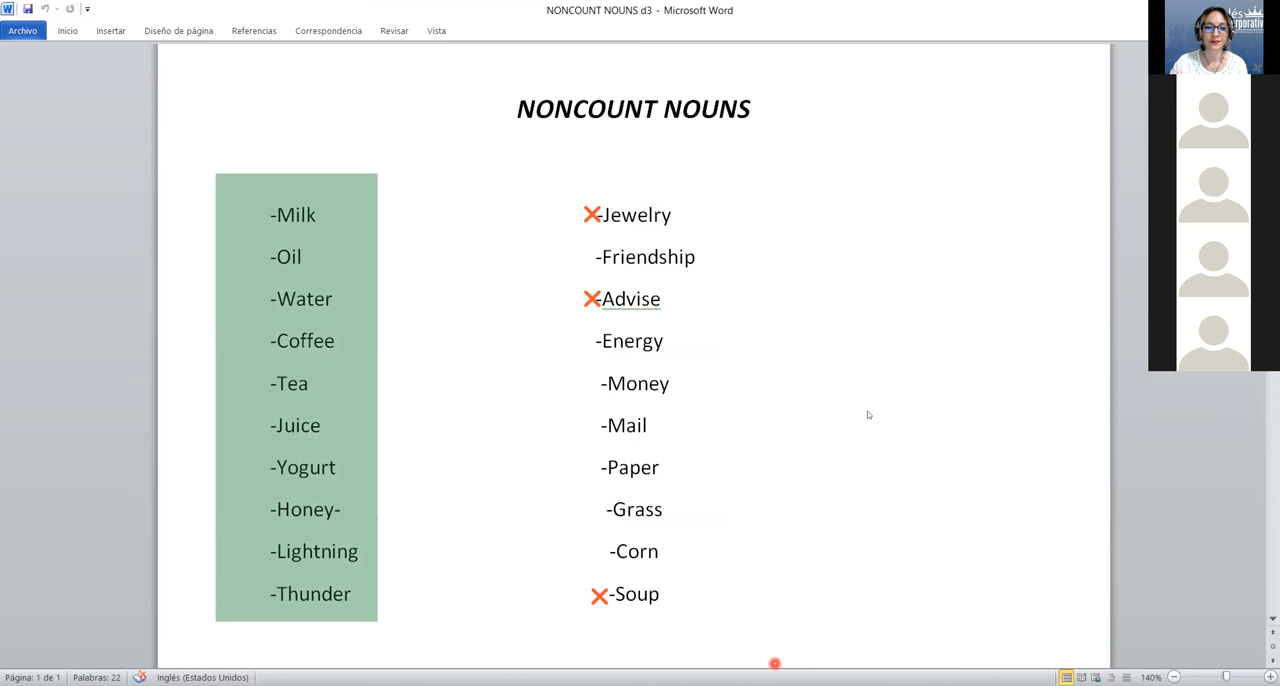 NONCOUNT NOUNS d3 - Microsoft Word
Archivo Inicio Insertar Diseño de página Referencias Correspondencia Revisar Vista
NONCOUNT NOUNS
-Milk
-Oil
-Water
-Coffee
-Tea
-Juice
-Yogurt
-Honey-
-Lightning
-Thunder
-Jewelry
-Friendship
-Advise
-Energy
-Money
-Mail
-Paper
-Grass
-Corn
-Soup
Página: 1 de 1 Palabras: 22 Inglés (Estados Unidos) 140%